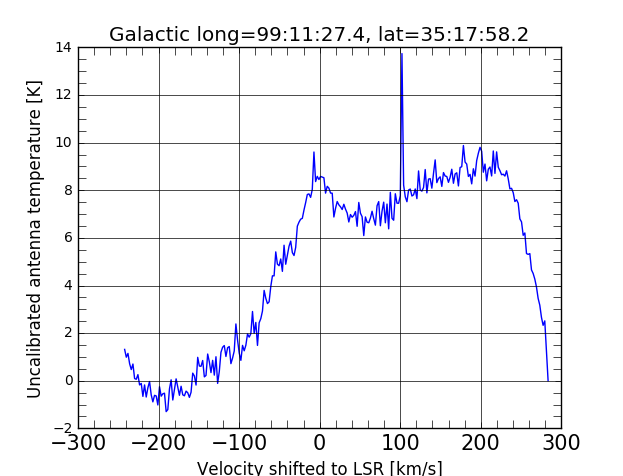 Galactic long=99:11:27.4, lat=35:17:58.2
Uncalibrated antenna temperature [K]
14
12
10
8
6
4
2
0
−2
−300 −200 −100 0 100 200 300
Velocity shifted to LSR [km/s]